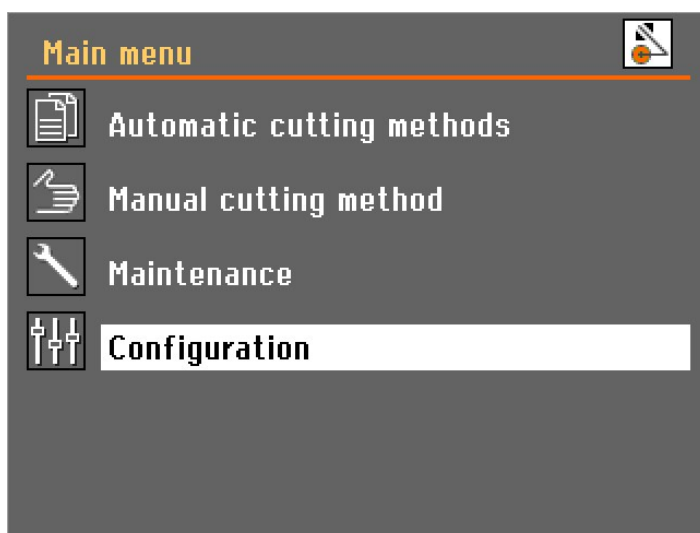 Main menu
Automatic cutting methods
Manual cutting method
Maintenance
Configuration